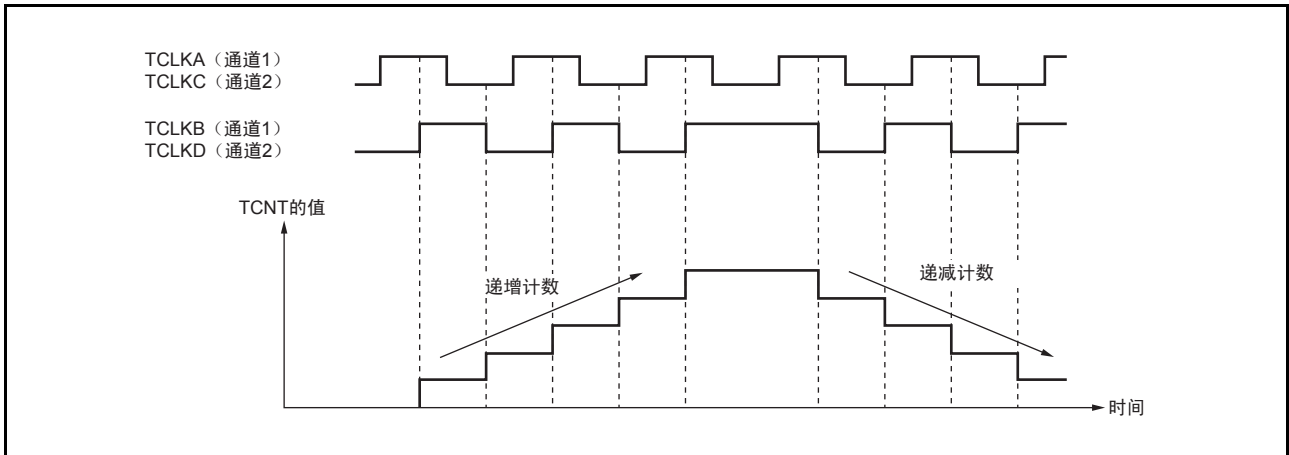 TCLKA（通道1）
TCLKC（通道2）
TCLKB（通道1）
TCLKD（通道2）
TCNT的值
递增计数
递减计数
时间